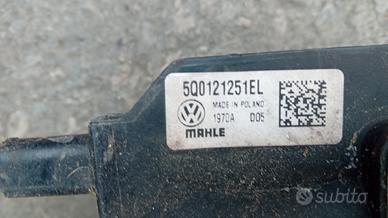 5Q0121251EL
MADE IN POLAND
1970A D05
MAHLE
subito